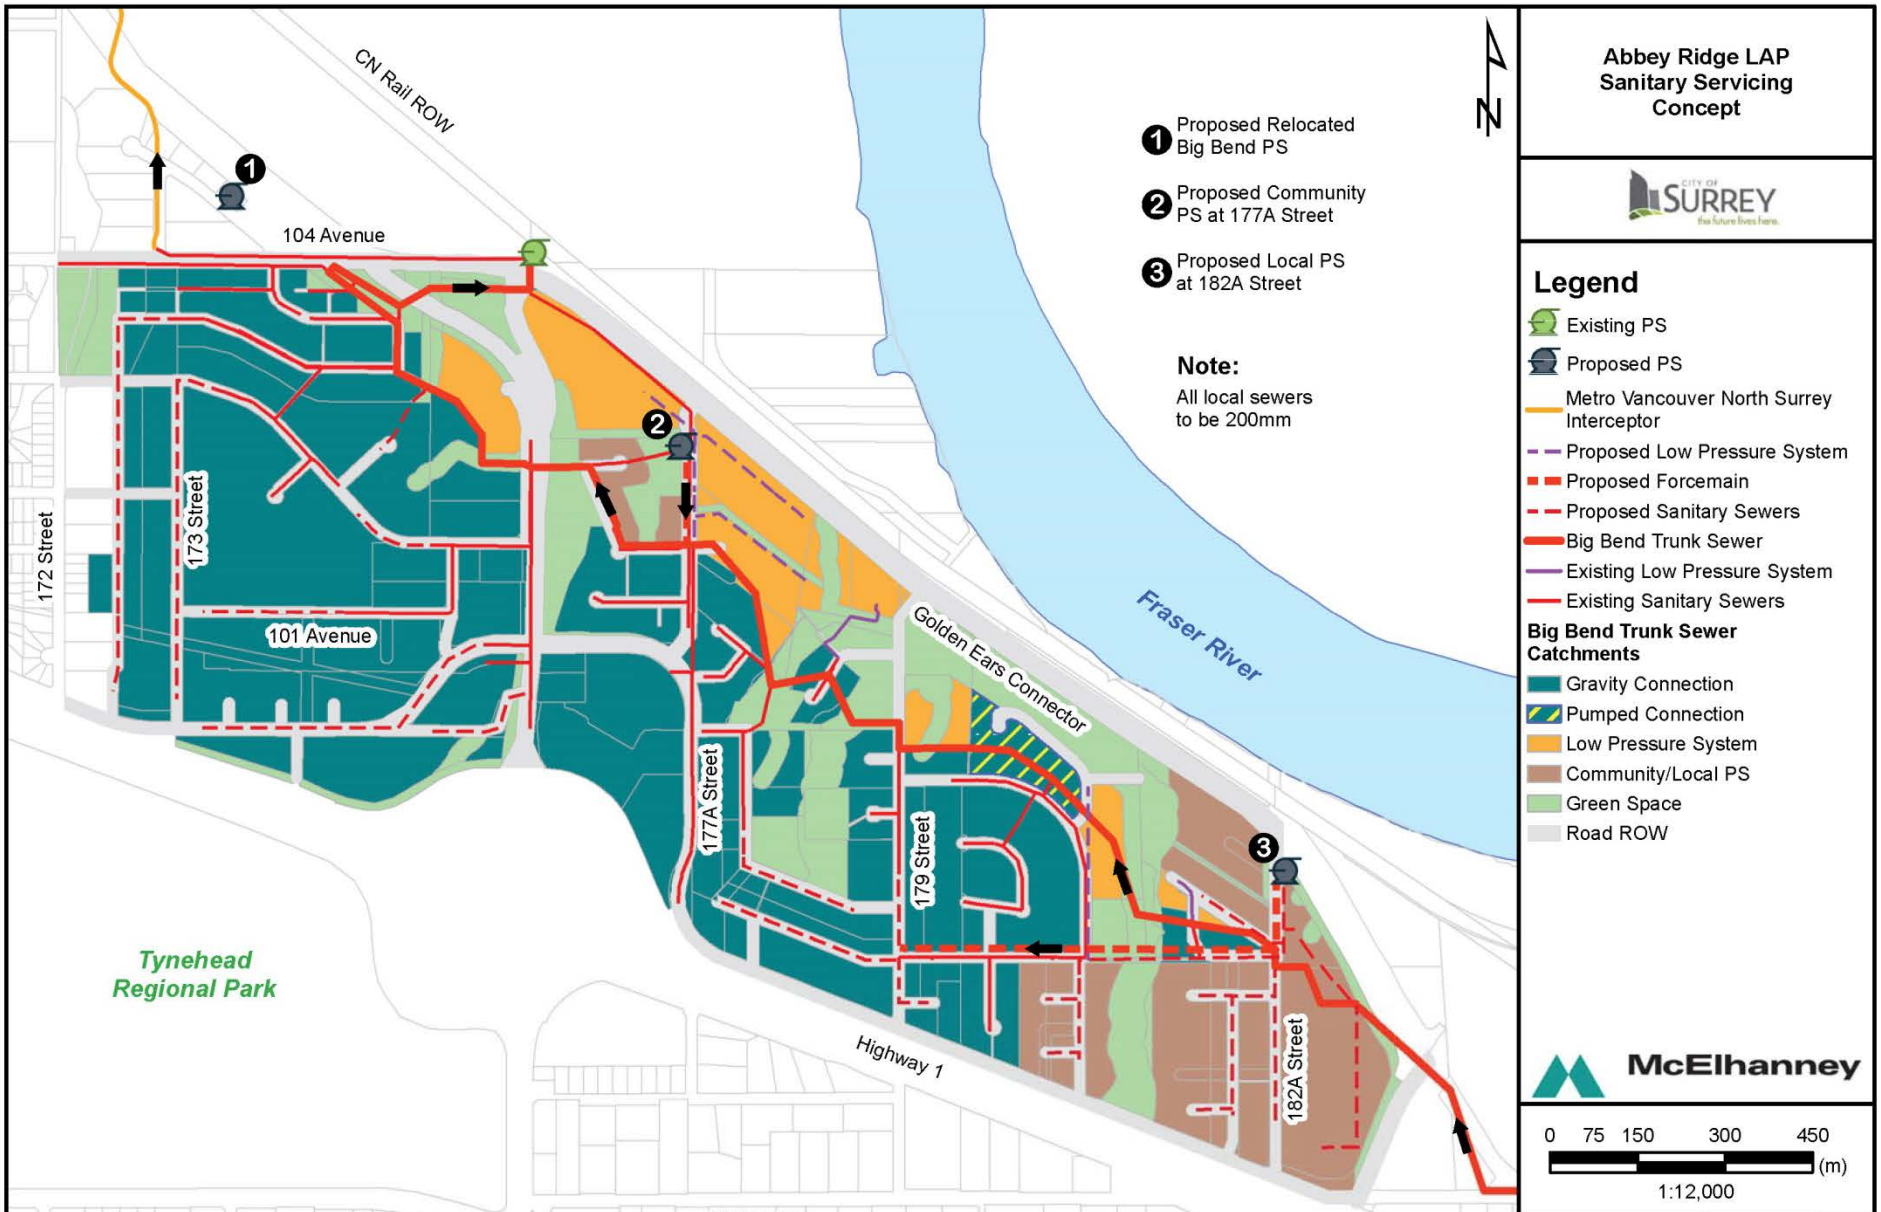 CN Rail ROW
1
104 Avenue
1 Proposed Relocated
Big Bend PS
2 Proposed Community
PS at 177A Street
3 Proposed Local PS
at 182A Street
Note:
All local sewers
to be 200mm
N
2
173 Street
172 Street
101 Avenue
Golden Ears Connector
Fraser River
177A Street
179 Street
3
182A Street
Highway 1
Tynehead
Regional Park
Abbey Ridge LAP
Sanitary Servicing
Concept
CITY OF
SURREY
the future lives here.
Legend
Existing PS
Proposed PS
Metro Vancouver North Surrey
Interceptor
Proposed Low Pressure System
Proposed Forcemain
Proposed Sanitary Sewers
Big Bend Trunk Sewer
Existing Low Pressure System
Existing Sanitary Sewers
Big Bend Trunk Sewer
Catchments
Gravity Connection
Pumped Connection
Low Pressure System
Community/Local PS
Green Space
Road ROW
McElhanney
0 75 150 300 450
(m)
1:12,000